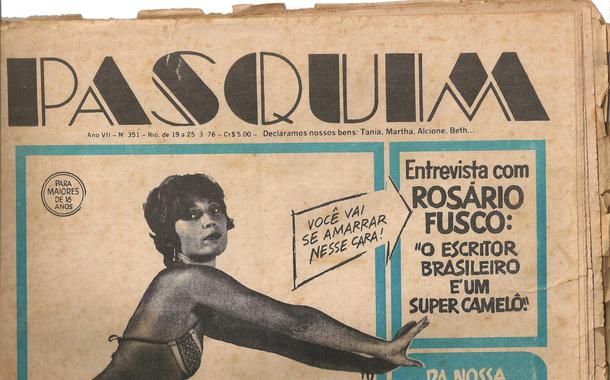 PASQUIM
Ano VII – Nº 351 – Rio, de 19 a 25 3 76 – Cr$ 5,00 – Declaramos nossos bens: Tania, Martha, Alcione, Beth...
PARA
MAIORES
DE 16
ANOS
VOCÊ VAI
SE AMARRAR
NESSE CARA!
Entrevista com
ROSÁRIO
FUSCO:
"O ESCRITOR
BRASILEIRO
É UM
SUPER CAMELÔ."
DA NOSSA